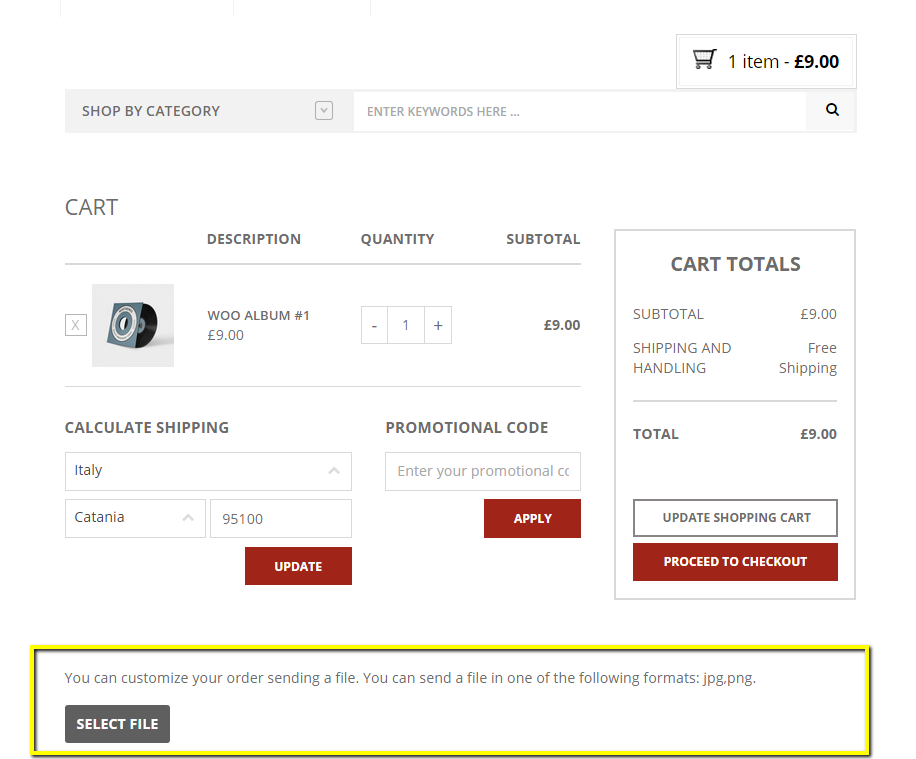 1 item - £9.00
SHOP BY CATEGORY
ENTER KEYWORDS HERE ...
CART
DESCRIPTION QUANTITY SUBTOTAL
X
WOO ALBUM #1
£9.00
- 1 +
£9.00
CART TOTALS
SUBTOTAL £9.00
SHIPPING AND Free
HANDLING Shipping
TOTAL £9.00
UPDATE SHOPPING CART
PROCEED TO CHECKOUT
CALCULATE SHIPPING
Italy
Catania 95100
UPDATE
PROMOTIONAL CODE
Enter your promotional co
APPLY
You can customize your order sending a file. You can send a file in one of the following formats: jpg,png.
SELECT FILE